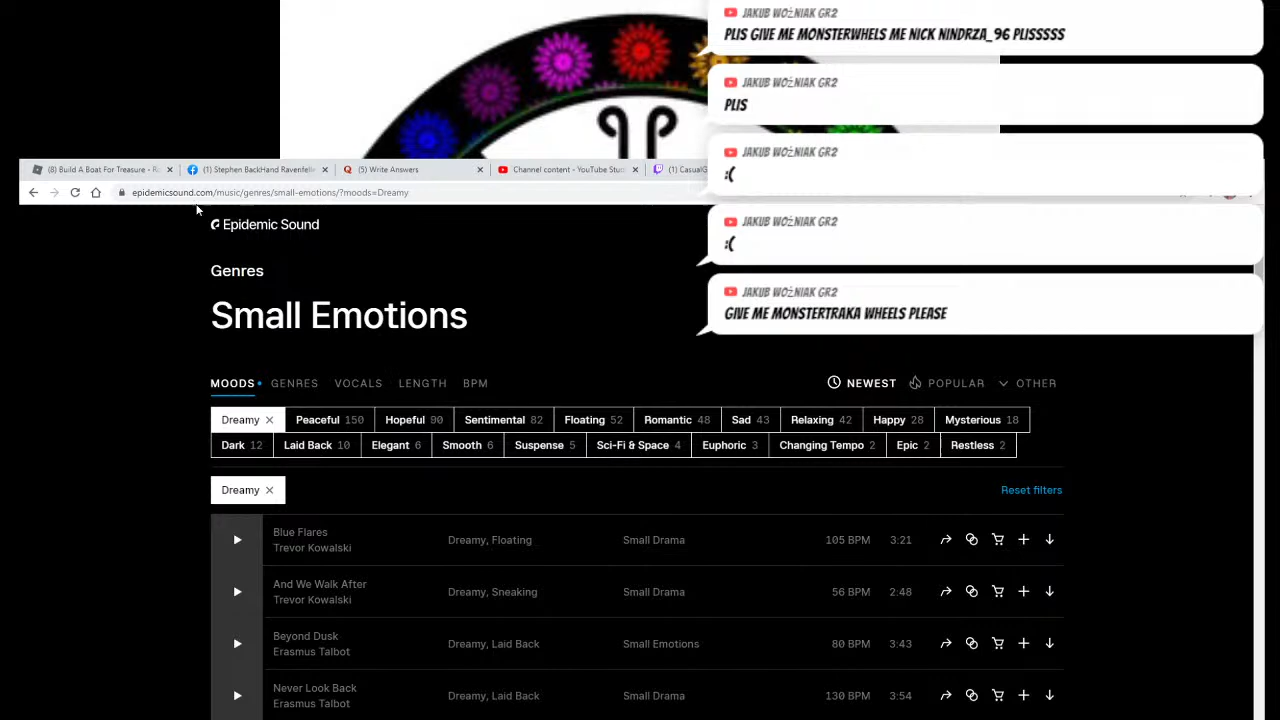 JAKUB WOŹNIAK GR2
PLIS GIVE ME MONSTERWHELS ME NICK NINDRZA_96 PLISSSSS
JAKUB WOŹNIAK GR2
PLIS
JAKUB WOŹNIAK GR2
:(
JAKUB WOŹNIAK GR2
:(
JAKUB WOŹNIAK GR2
GIVE ME MONSTERTRAKA WHEELS PLEASE
(8) Build A Boat For Treasure - R
(1) Stephen BackHand Ravenfelle
(5) Write Answers
Channel content - YouTube Stu
(1) CasualG
epidemicsound.com/music/genres/small-emotions/?moods=Dreamy
Epidemic Sound
Genres
Small Emotions
MOODS GENRES VOCALS LENGTH BPM NEWEST POPULAR OTHER
Dreamy Peaceful 150 Hopeful 90 Sentimental 82 Floating 52 Romantic 48 Sad 43 Relaxing 42 Happy 28 Mysterious 18
Dark 12 Laid Back 10 Elegant 6 Smooth 6 Suspense 5 Sci-Fi & Space 4 Euphoric 3 Changing Tempo 2 Epic 2 Restless 2
Dreamy Reset filters
Blue Flares
Trevor Kowalski
Dreamy, Floating Small Drama 105 BPM 3:21
And We Walk After
Trevor Kowalski
Dreamy, Sneaking Small Drama 56 BPM 2:48
Beyond Dusk
Erasmus Talbot
Dreamy, Laid Back Small Emotions 80 BPM 3:43
Never Look Back
Erasmus Talbot
Dreamy, Laid Back Small Drama 130 BPM 3:54